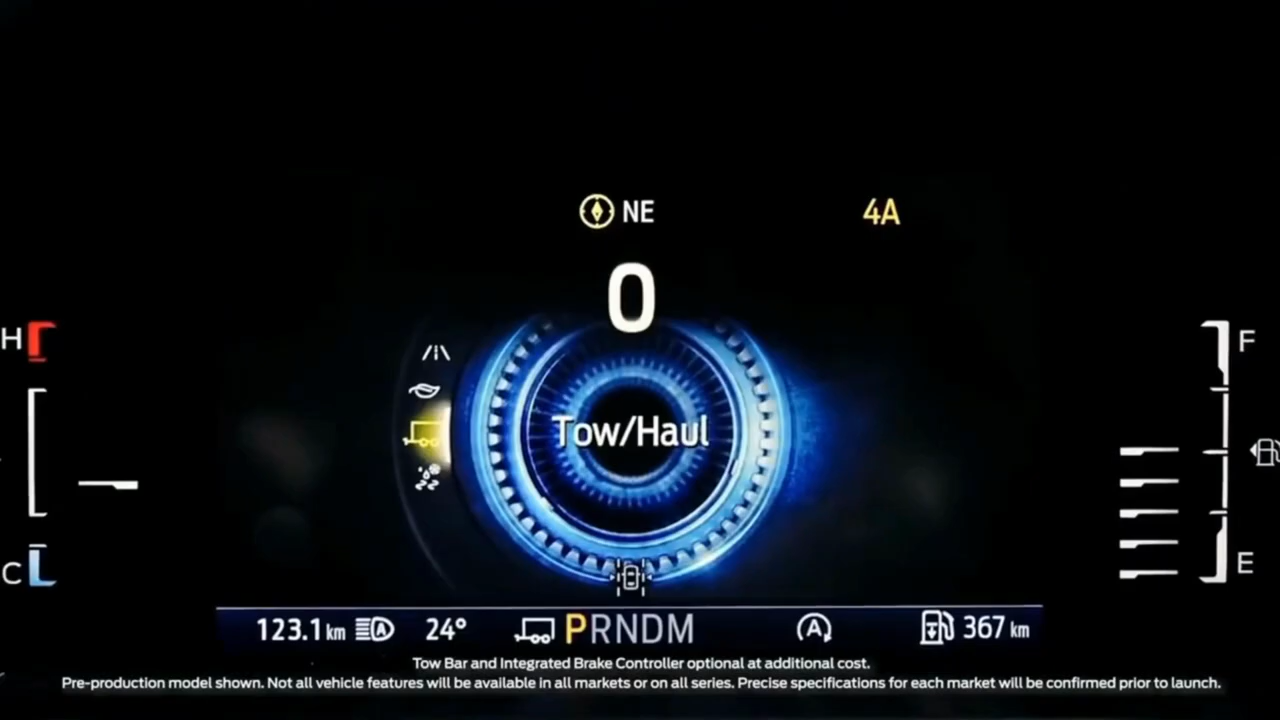 NE
4A
0
H
F
Tow/Haul
C
E
123.1 km A 24° PRNDM A 367 km
Tow Bar and Integrated Brake Controller optional at additional cost.
Pre-production model shown. Not all vehicle features will be available in all markets or on all series. Precise specifications for each market will be confirmed prior to launch.